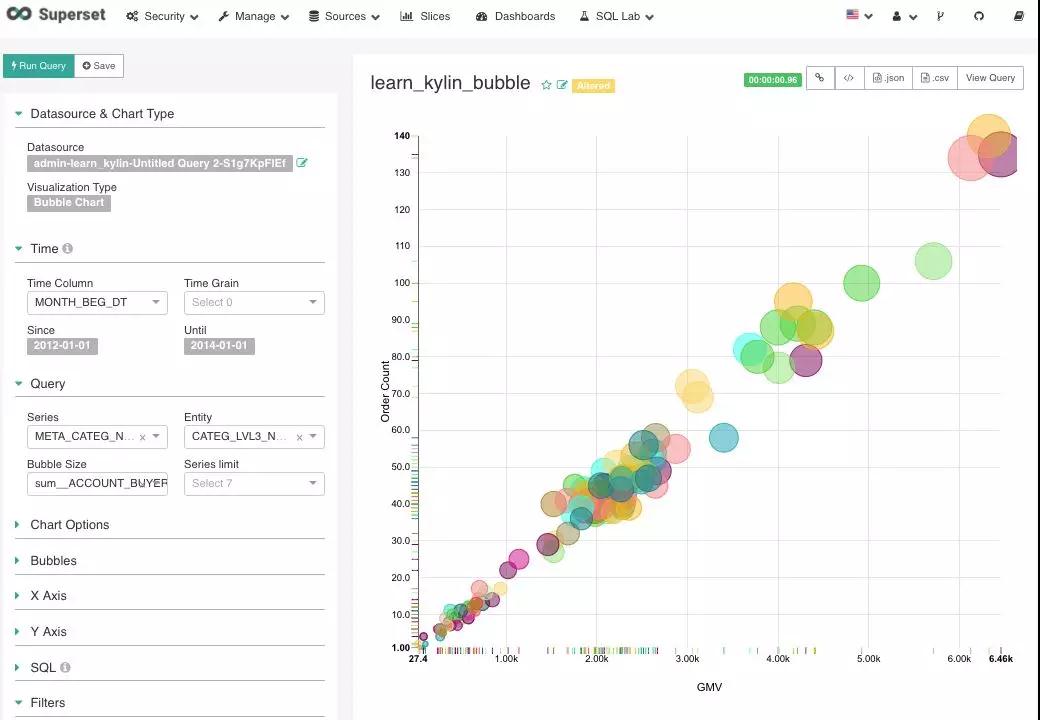 Superset
Security
Manage
Sources
Slices
Dashboards
SQL Lab
Run Query
Save
Datasource & Chart Type
Datasource
admin-learn_kylin-Untitled Query 2-S1g7KpFlEf
Visualization Type
Bubble Chart
Time
Time Column
Time Grain
MONTH_BEG_DT
Select 0
Since
Until
2012-01-01
2014-01-01
Query
Series
Entity
META_CATEG_N... ×
CATEG_LVL3_N... ×
Bubble Size
Series limit
sum__ACCOUNT_BUYER
Select 7
Chart Options
Bubbles
X Axis
Y Axis
SQL
Filters
learn_kylin_bubble
Altered
00:00:00.96
</>
.json
.csv
View Query
Order Count
140
130
120
110
100
90.0
80.0
70.0
60.0
50.0
40.0
30.0
20.0
10.0
1.00
27.4
1.00k
2.00k
3.00k
4.00k
5.00k
6.00k
6.46k
GMV